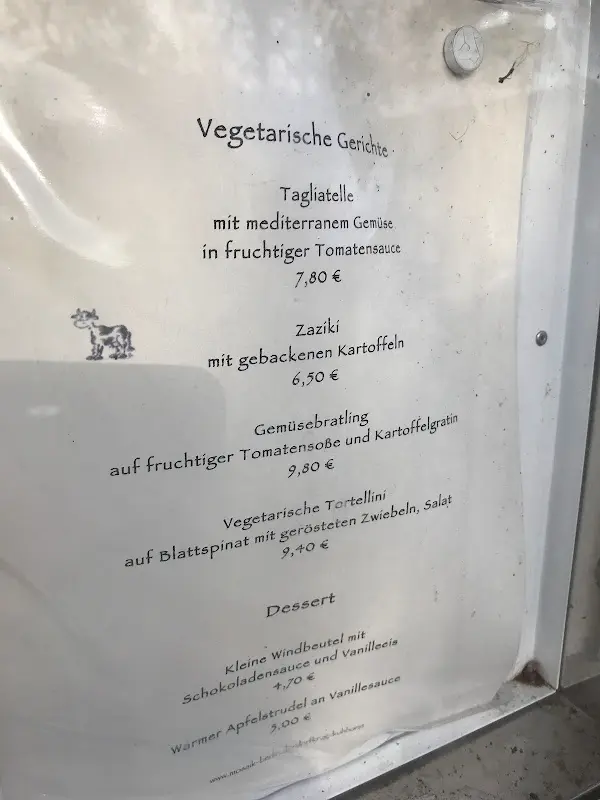 Vegetarische Gerichte
Tagliatelle
mit mediterranem Gemüse
in fruchtiger Tomatensauce
7,80 €
Zaziki
mit gebackenen Kartoffeln
6,50 €
Gemüsebratling
auf fruchtiger Tomatensoße und Kartoffelgratin
9,80 €
Vegetarische Tortellini
auf Blattspinat mit gerösteten Zwiebeln, Salat
9,40 €
Dessert
Kleine Windbeutel mit
Schokoladensauce und Vanilleeis
4,70 €
Warmer Apfelstrudel an Vanillesauce
5,00 €